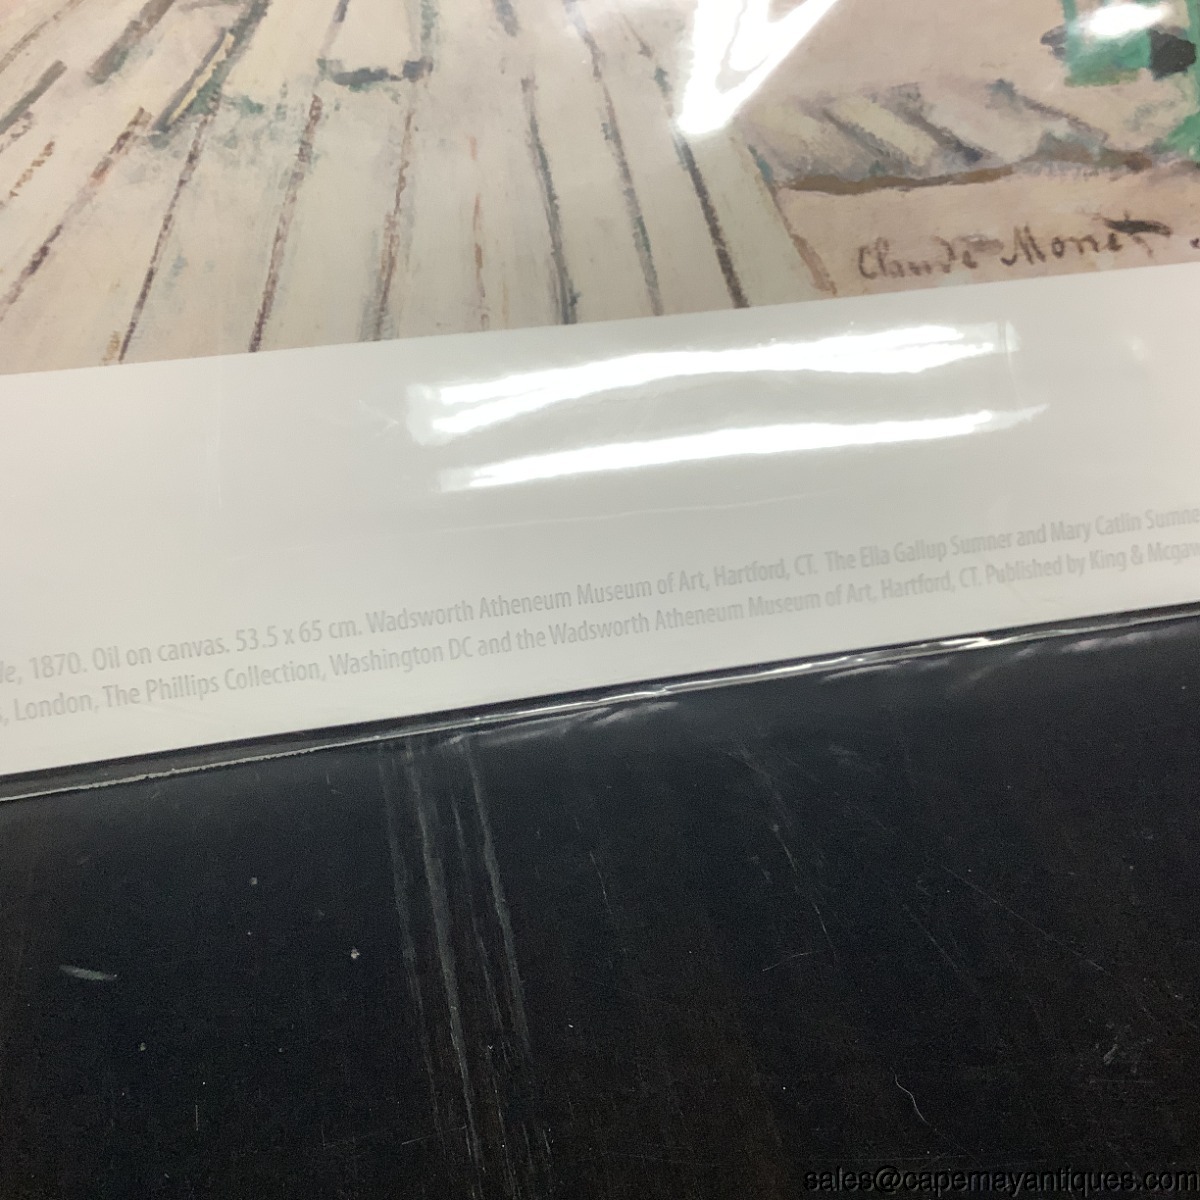 Claude Monet
le, 1870. Oil on canvas. 53.5 x 65 cm. Wadsworth Atheneum Museum of Art, Hartford, CT. The Ella Gallup Sumner and Mary Catlin Sumne
, London, The Phillips Collection, Washington DC and the Wadsworth Atheneum Museum of Art, Hartford, CT. Published by King & Mcgaw
sales@capemayantiques.com